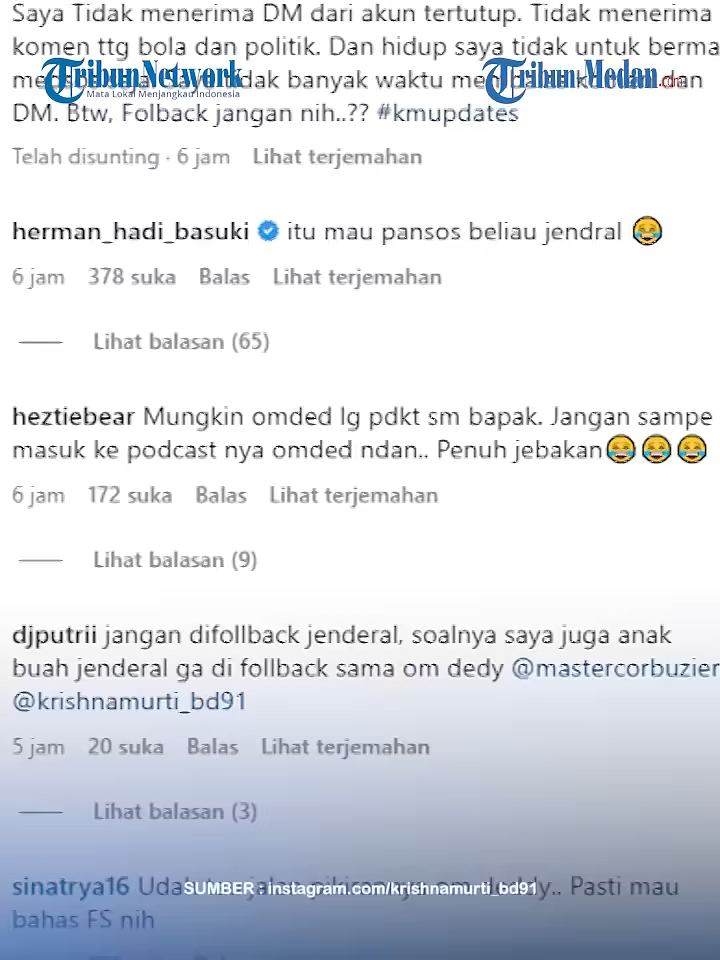 Saya Tidak menerima DM dari akun tertutup. Tidak menerima
komen ttg bola dan politik. Dan hidup saya tidak untuk berma
TribunNetwork
Mata Lokal Menjangkau Indonesia
Tribun-Medan.com
tidak banyak waktu dan
DM. Btw, Folback jangan nih..?? #kmupdates
Telah disunting · 6 jam Lihat terjemahan
herman_hadi_basuki itu mau pansos beliau jendral 😂
6 jam 378 suka Balas Lihat terjemahan
Lihat balasan (65)
heztiebear Mungkin omded lg pdkt sm bapak. Jangan sampe
masuk ke podcast nya omded ndan.. Penuh jebakan😂😂😂
6 jam 172 suka Balas Lihat terjemahan
Lihat balasan (9)
djputrii jangan difollback jenderal, soalnya saya juga anak
buah jenderal ga di follback sama om dedy @mastercorbuzier
@krishnamurti_bd91
5 jam 20 suka Balas Lihat terjemahan
Lihat balasan (3)
sinatrya16 Pasti mau
SUMBER : instagram.com/krishnamurti_bd91
bahas FS nih